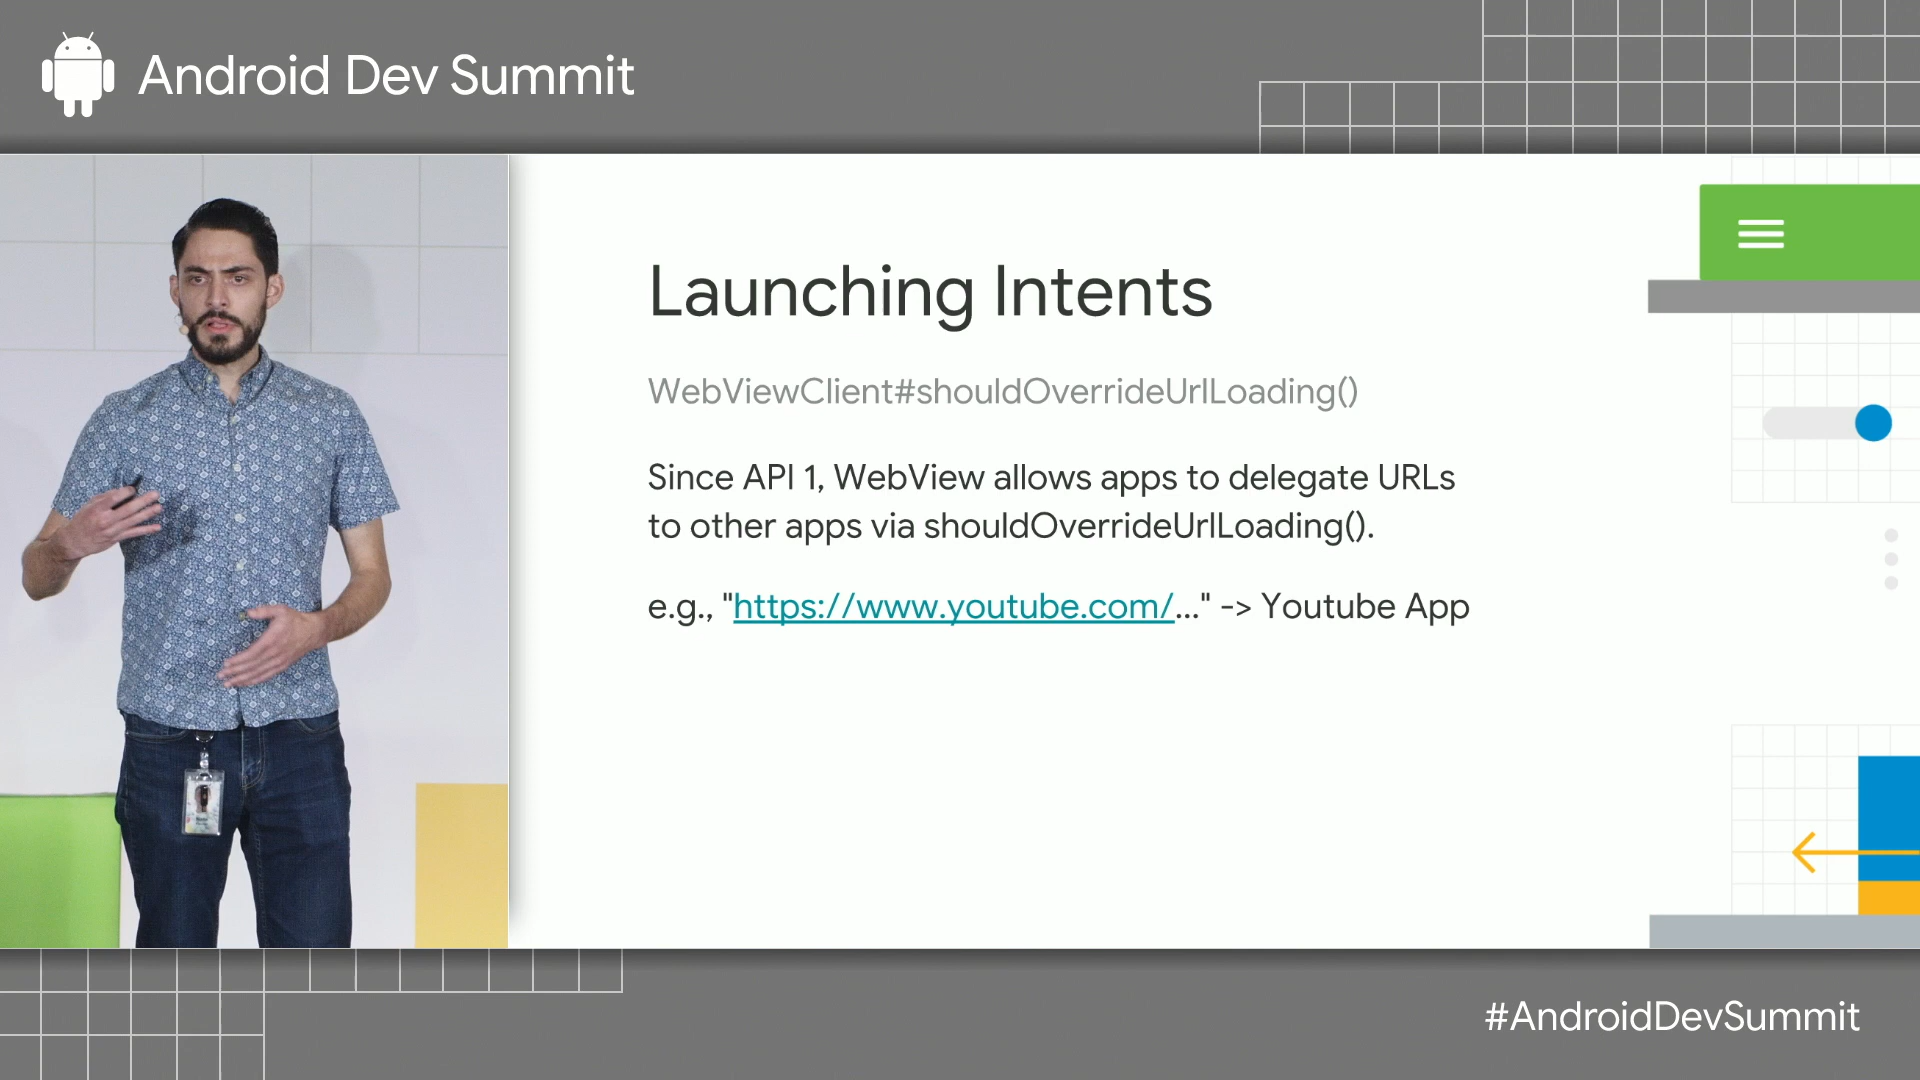 Android Dev Summit
Launching Intents
WebViewClient#shouldOverrideUrlLoading()
Since API 1, WebView allows apps to delegate URLs
to other apps via shouldOverrideUrlLoading().
e.g., "https://www.youtube.com/..." -> Youtube App
#AndroidDevSummit